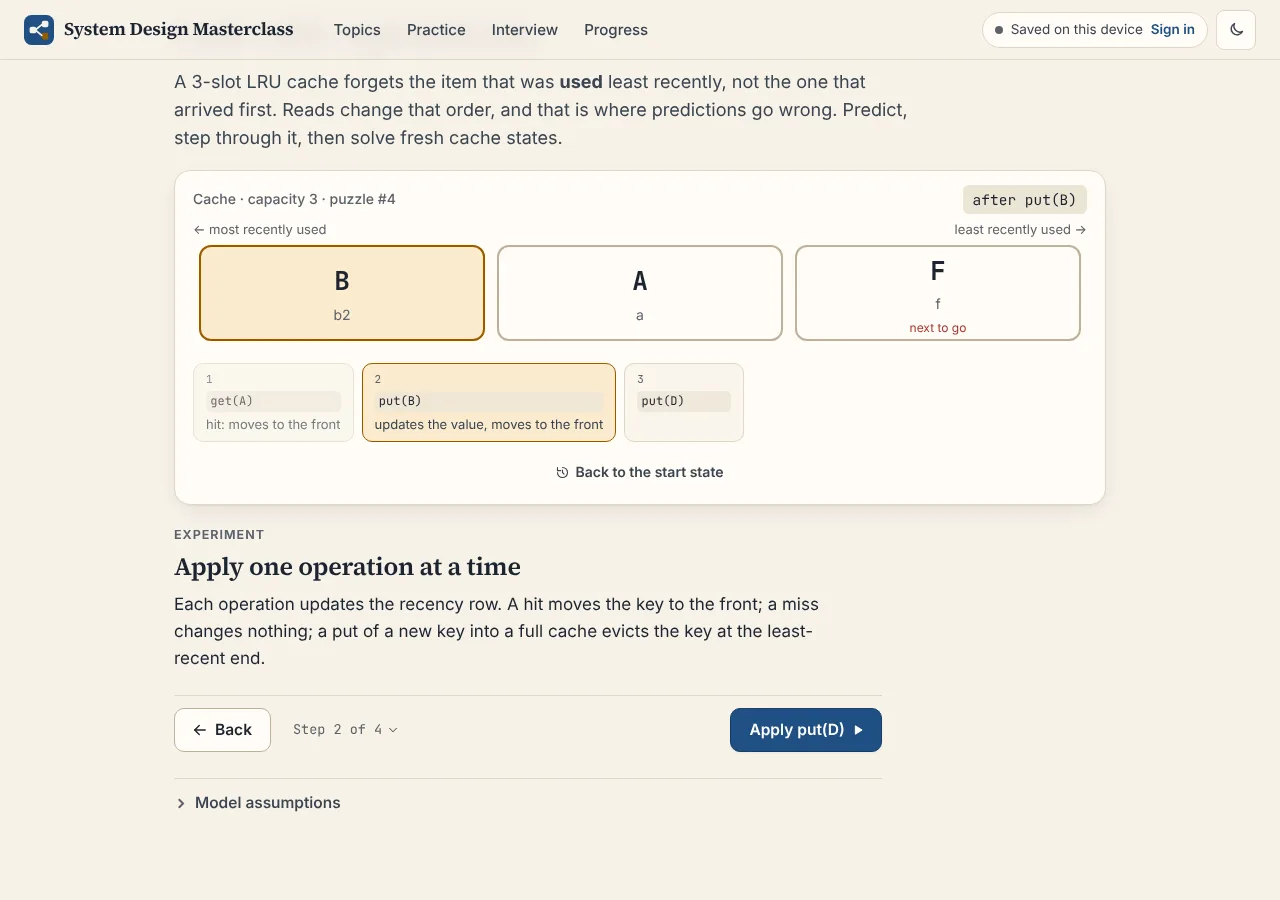 System Design Masterclass Topics Practice Interview Progress Saved on this device Sign in
A 3-slot LRU cache forgets the item that was used least recently, not the one that
arrived first. Reads change that order, and that is where predictions go wrong. Predict,
step through it, then solve fresh cache states.
Cache · capacity 3 · puzzle #4 after put(B)
← most recently used least recently used →
B A F
b2 a f
next to go
1 2 3
get(A) put(B) put(D)
hit: moves to the front updates the value, moves to the front
Back to the start state
EXPERIMENT
Apply one operation at a time
Each operation updates the recency row. A hit moves the key to the front; a miss
changes nothing; a put of a new key into a full cache evicts the key at the least-
recent end.
← Back Step 2 of 4 Apply put(D)
Model assumptions